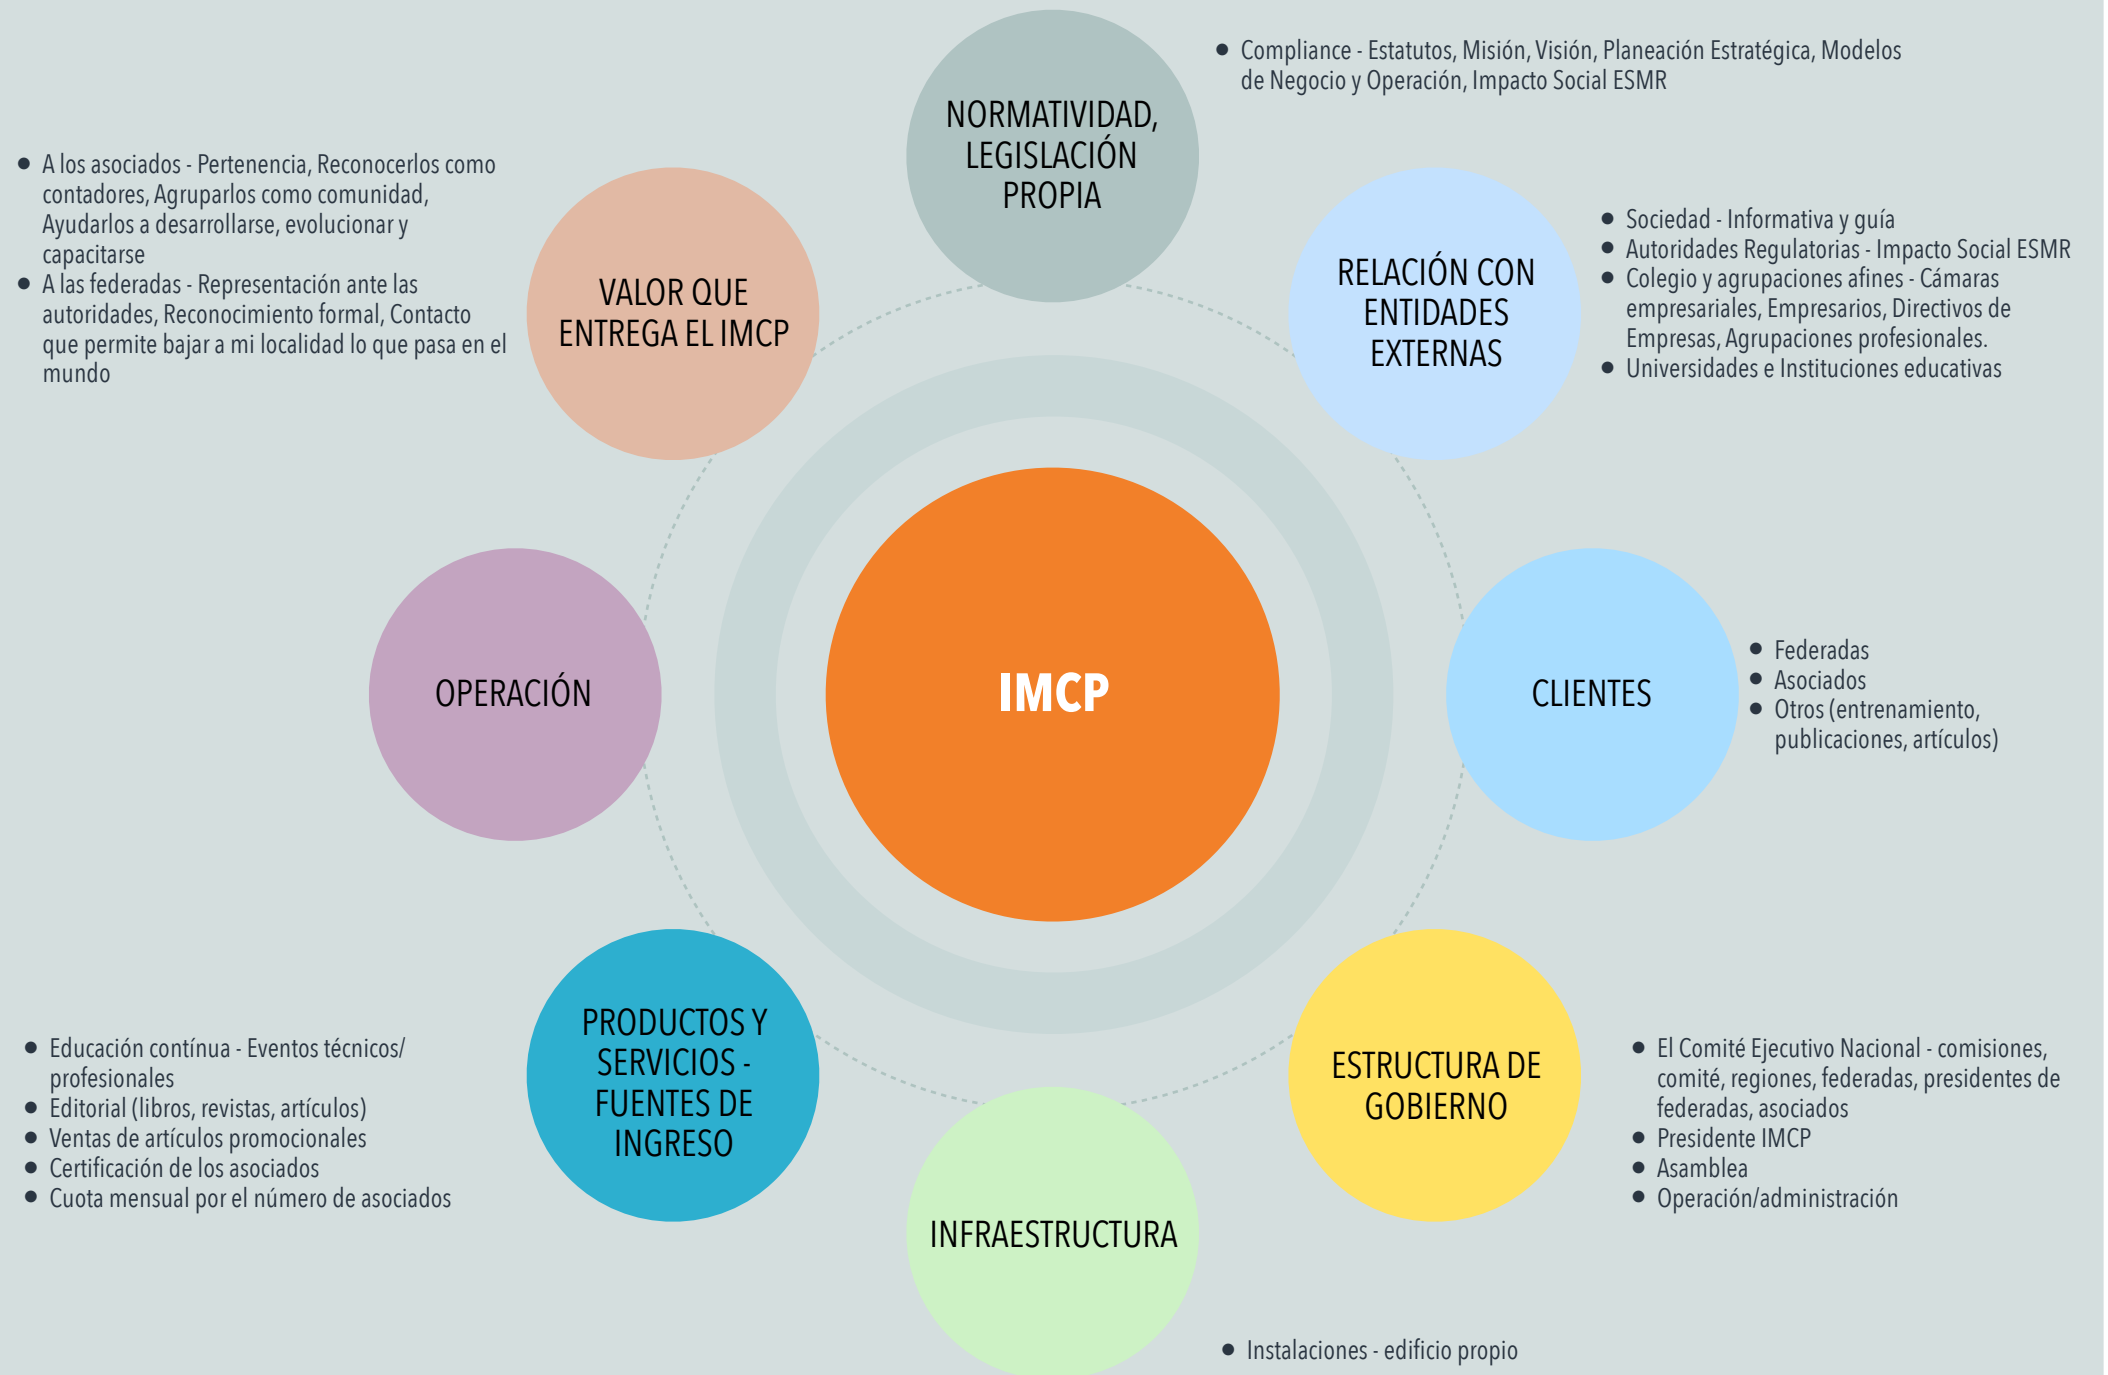 NORMATIVIDAD,
LEGISLACIÓN
PROPIA
● Compliance - Estatutos, Misión, Visión, Planeación Estratégica, Modelos
de Negocio y Operación, Impacto Social ESMR
RELACIÓN CON
ENTIDADES
EXTERNAS
● Sociedad - Informativa y guía
● Autoridades Regulatorias - Impacto Social ESMR
● Colegio y agrupaciones afines - Cámaras
empresariales, Empresarios, Directivos de
Empresas, Agrupaciones profesionales.
● Universidades e Instituciones educativas
CLIENTES
● Federadas
● Asociados
● Otros (entrenamiento,
publicaciones, artículos)
ESTRUCTURA DE
GOBIERNO
● El Comité Ejecutivo Nacional - comisiones,
comité, regiones, federadas, presidentes de
federadas, asociados
● Presidente IMCP
● Asamblea
● Operación/administración
INFRAESTRUCTURA
● Instalaciones - edificio propio
PRODUCTOS Y
SERVICIOS -
FUENTES DE
INGRESO
● Educación contínua - Eventos técnicos/
profesionales
● Editorial (libros, revistas, artículos)
● Ventas de artículos promocionales
● Certificación de los asociados
● Cuota mensual por el número de asociados
OPERACIÓN
VALOR QUE
ENTREGA EL IMCP
● A los asociados - Pertenencia, Reconocerlos como
contadores, Agruparlos como comunidad,
Ayudarlos a desarrollarse, evolucionar y
capacitarse
● A las federadas - Representación ante las
autoridades, Reconocimiento formal, Contacto
que permite bajar a mi localidad lo que pasa en el
mundo
IMCP